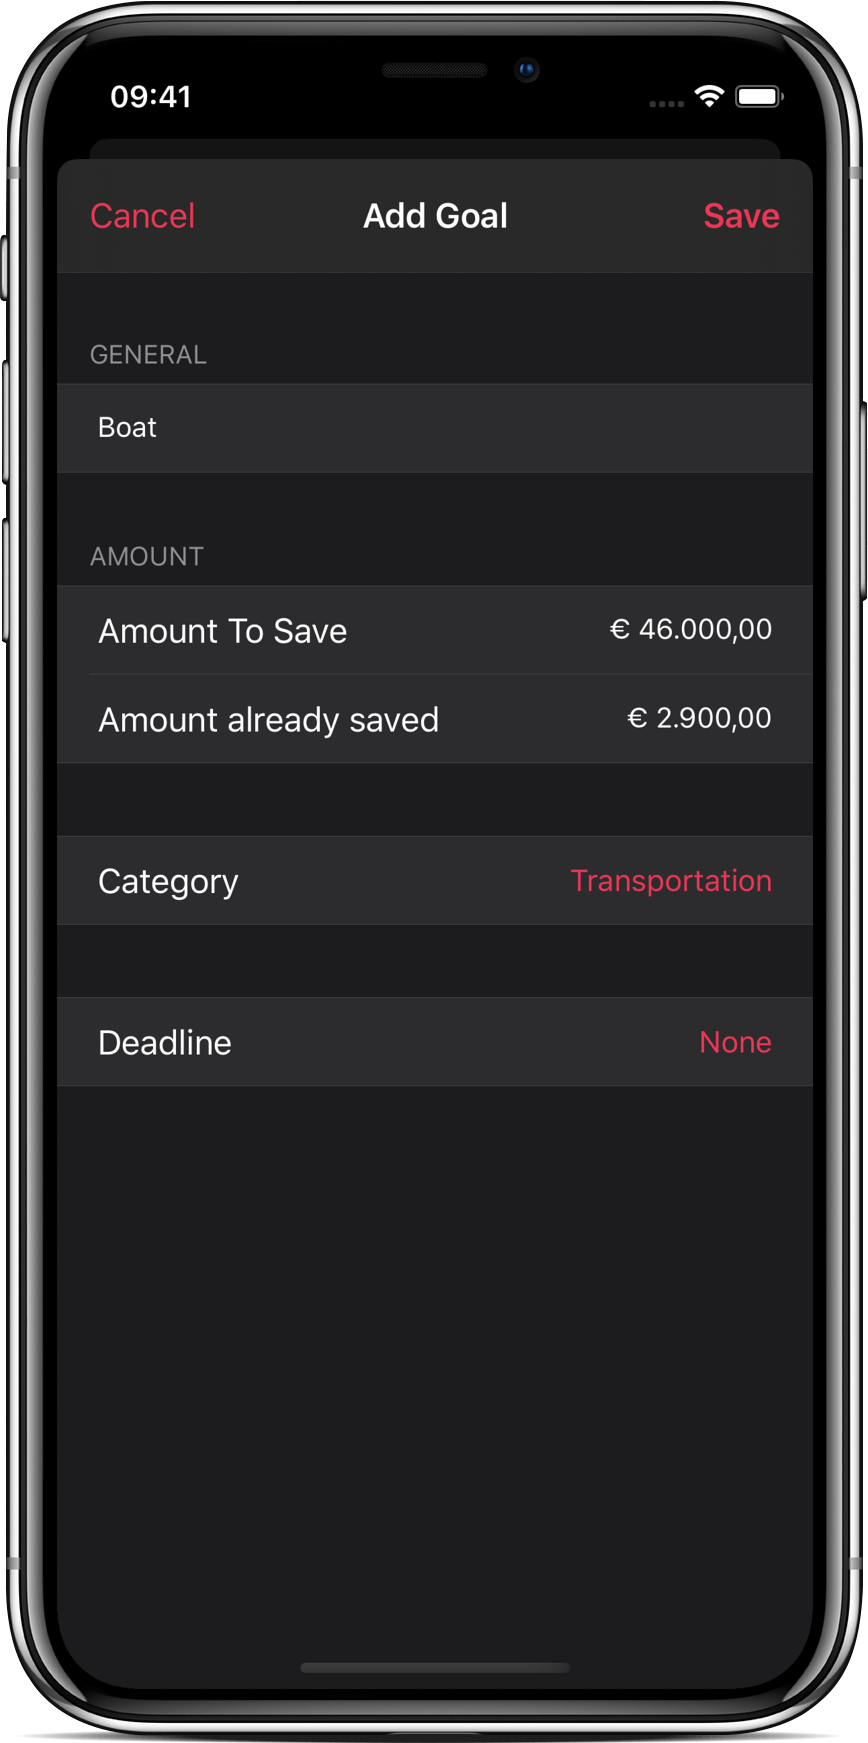 09:41
Cancel Add Goal Save
GENERAL
Boat
AMOUNT
Amount To Save € 46.000,00
Amount already saved € 2.900,00
Category Transportation
Deadline None